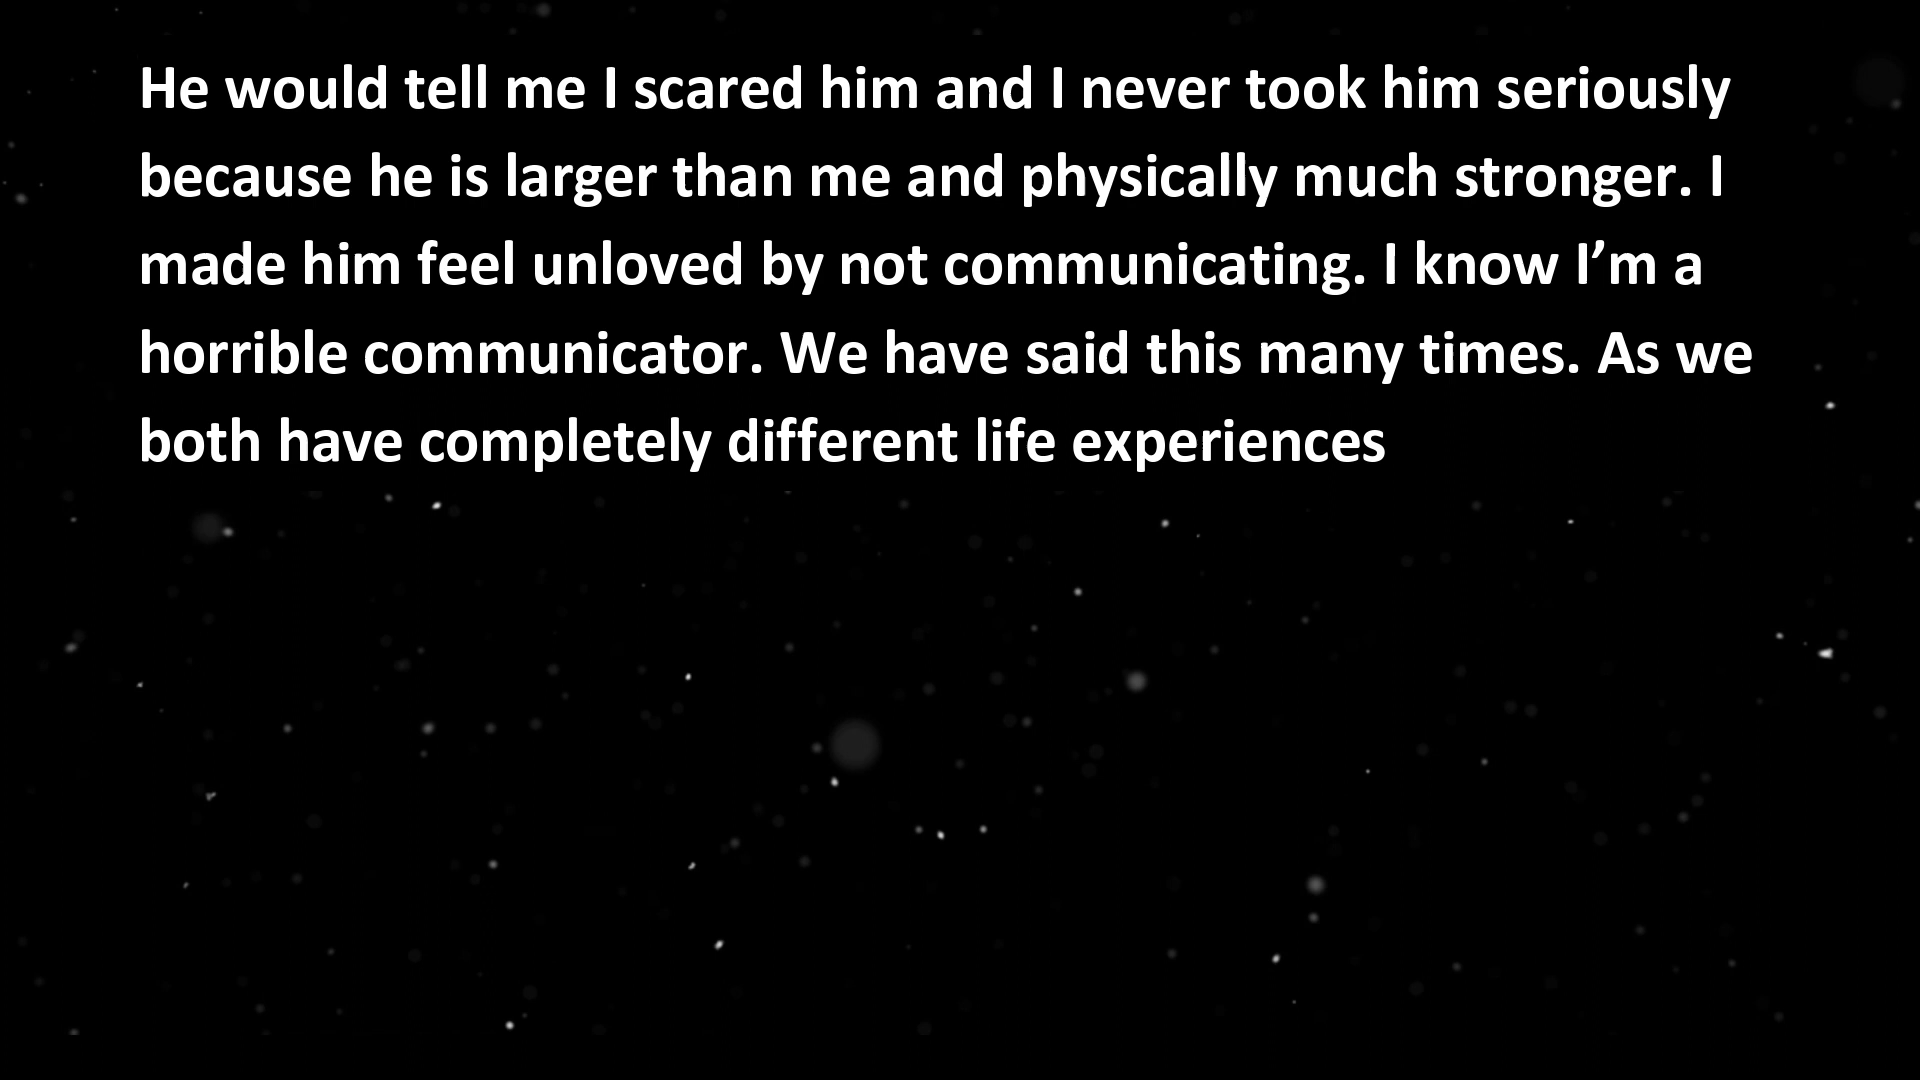 He would tell me I scared him and I never took him seriously
because he is larger than me and physically much stronger. I
made him feel unloved by not communicating. I know I’m a
horrible communicator. We have said this many times. As we
both have completely different life experiences